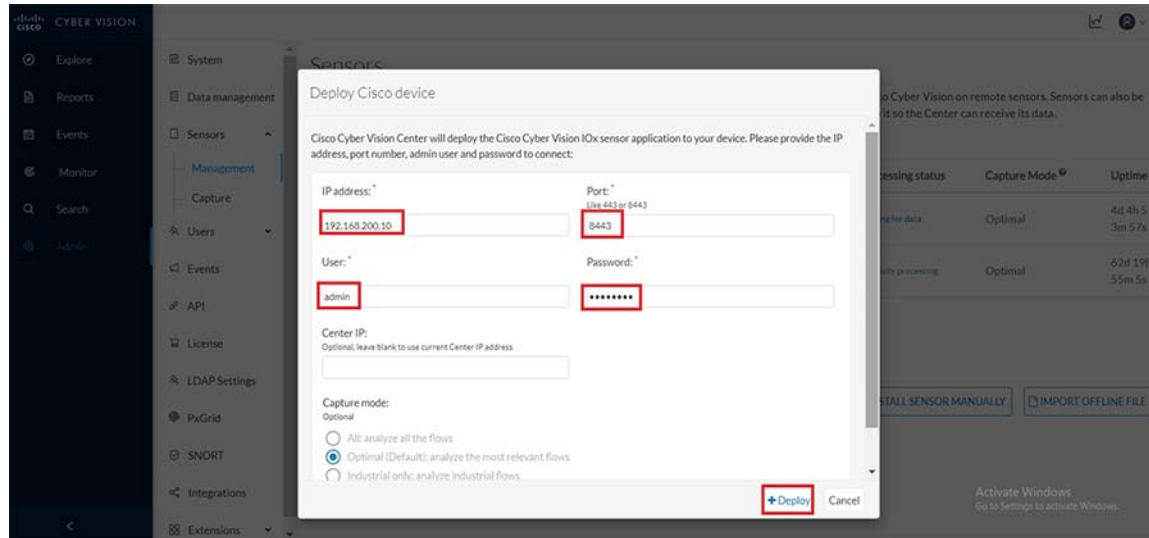 cisco CYBER VISION
Explore
Reports
Events
Monitor
Search
Admin
System
Data management
Sensors
Management
Capture
Users
Events
API
License
LDAP Settings
PxGrid
SNORT
Integrations
Extensions
Sensors
Deploy Cisco device
Cisco Cyber Vision Center will deploy the Cisco Cyber Vision IOx sensor application to your device. Please provide the IP
address, port number, admin user and password to connect:
IP address: *
192.168.200.10
Port: *
Like 443 or 8443
8443
User: *
admin
Password: *
••••••••
Center IP:
Optional, leave blank to use current Center IP address
Capture mode:
Optional
All: analyze all the flows
Optimal (Default): analyze the most relevant flows
Industrial only: analyze industrial flows
+ Deploy
Cancel
Cyber Vision on remote sensors. Sensors can also be
it so the Center can receive its data.
essing status
Capture Mode
Uptime
ng for data
Optimal
4d 4h 5
3m 57s
processing
Optimal
62d 19h
55m 5s
STALL SENSOR MANUALLY
IMPORT OFFLINE FILE
Activate Windows
Go to Settings to activate Windows.